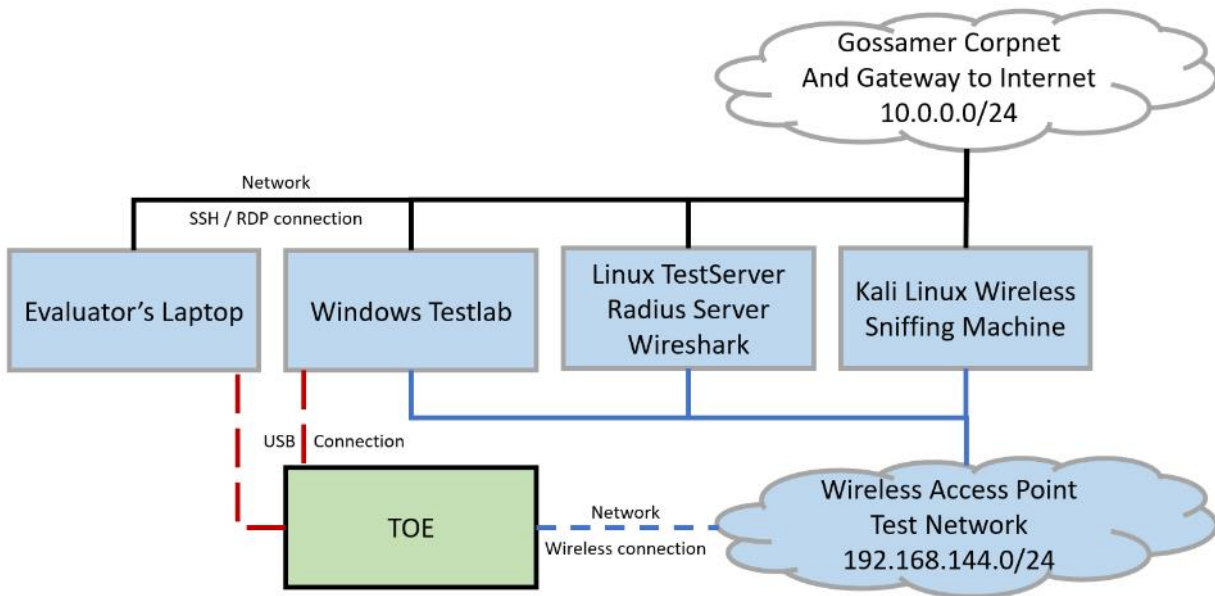 Gossamer Corpnet
And Gateway to Internet
10.0.0.0/24
Network
SSH / RDP connection
Evaluator's Laptop
Windows Testlab
Linux TestServer
Radius Server
Wireshark
Kali Linux Wireless
Sniffing Machine
USB Connection
TOE
Network
Wireless connection
Wireless Access Point
Test Network
192.168.144.0/24